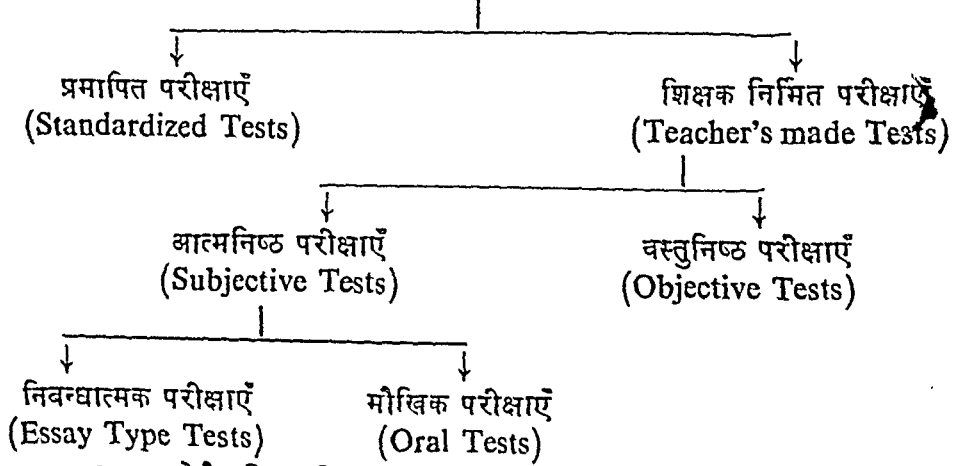 प्रमापित परीक्षाएँ
(Standardized Tests)
शिक्षक निर्मित परीक्षाएँ
(Teacher's made Tests)
आत्मनिष्ठ परीक्षाएँ
(Subjective Tests)
वस्तुनिष्ठ परीक्षाएँ
(Objective Tests)
निबन्धात्मक परीक्षाएँ
(Essay Type Tests)
मौखिक परीक्षाएँ
(Oral Tests)